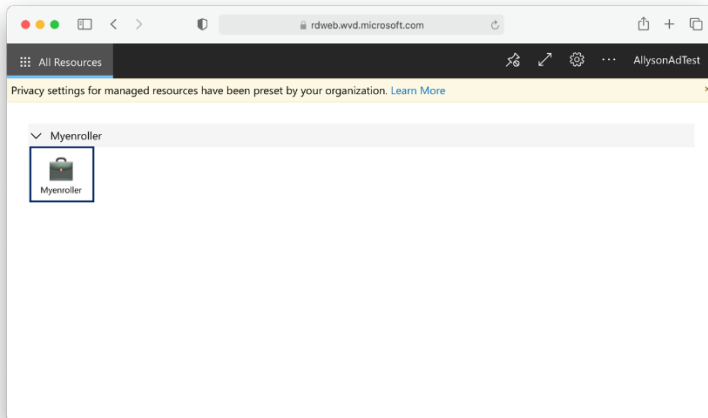 rdweb.wvd.microsoft.com
All Resources
AllysonAdTest
Privacy settings for managed resources have been preset by your organization. Learn More
Myenroller
Myenroller